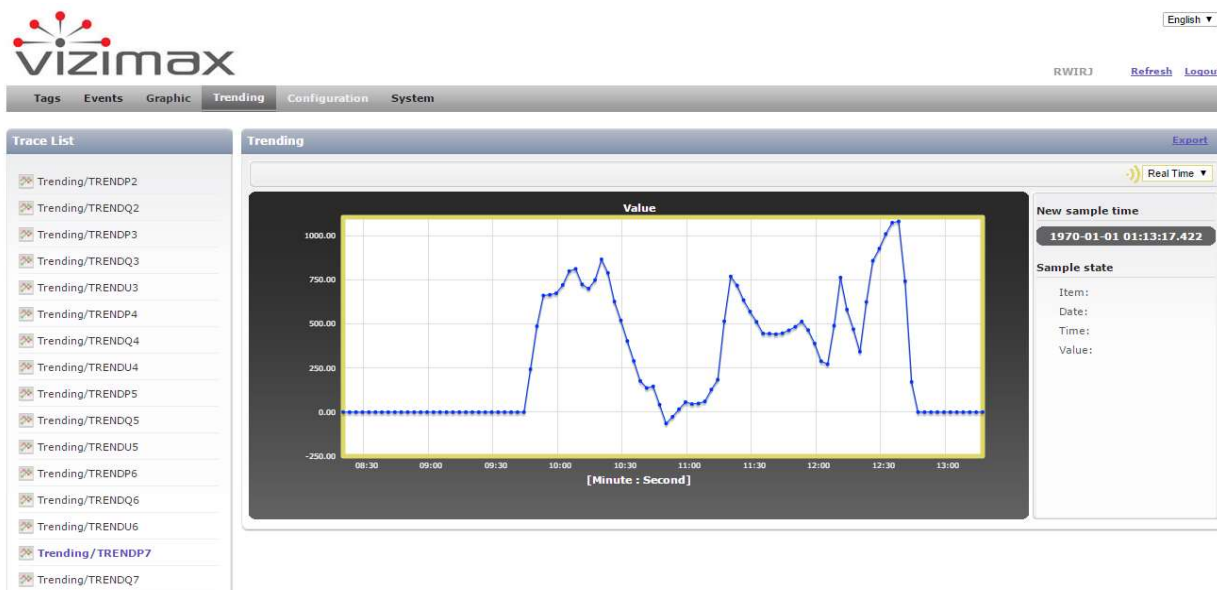 English
vizimax
RWIRJ Refresh Logou
Tags Events Graphic Trending Configuration System
Trace List
Trending/TRENDP2
Trending/TRENDQ2
Trending/TRENDP3
Trending/TRENDQ3
Trending/TRENDU3
Trending/TRENDP4
Trending/TRENDQ4
Trending/TRENDU4
Trending/TRENDP5
Trending/TRENDQ5
Trending/TRENDU5
Trending/TRENDP6
Trending/TRENDQ6
Trending/TRENDU6
Trending/TRENDP7
Trending/TRENDQ7
Trending Export
Real Time
Value
1000.00
750.00
500.00
250.00
0.00
-250.00
08:30 09:00 09:30 10:00 10:30 11:00 11:30 12:00 12:30 13:00
[Minute : Second]
New sample time
1970-01-01 01:13:17.422
Sample state
Item:
Date:
Time:
Value: